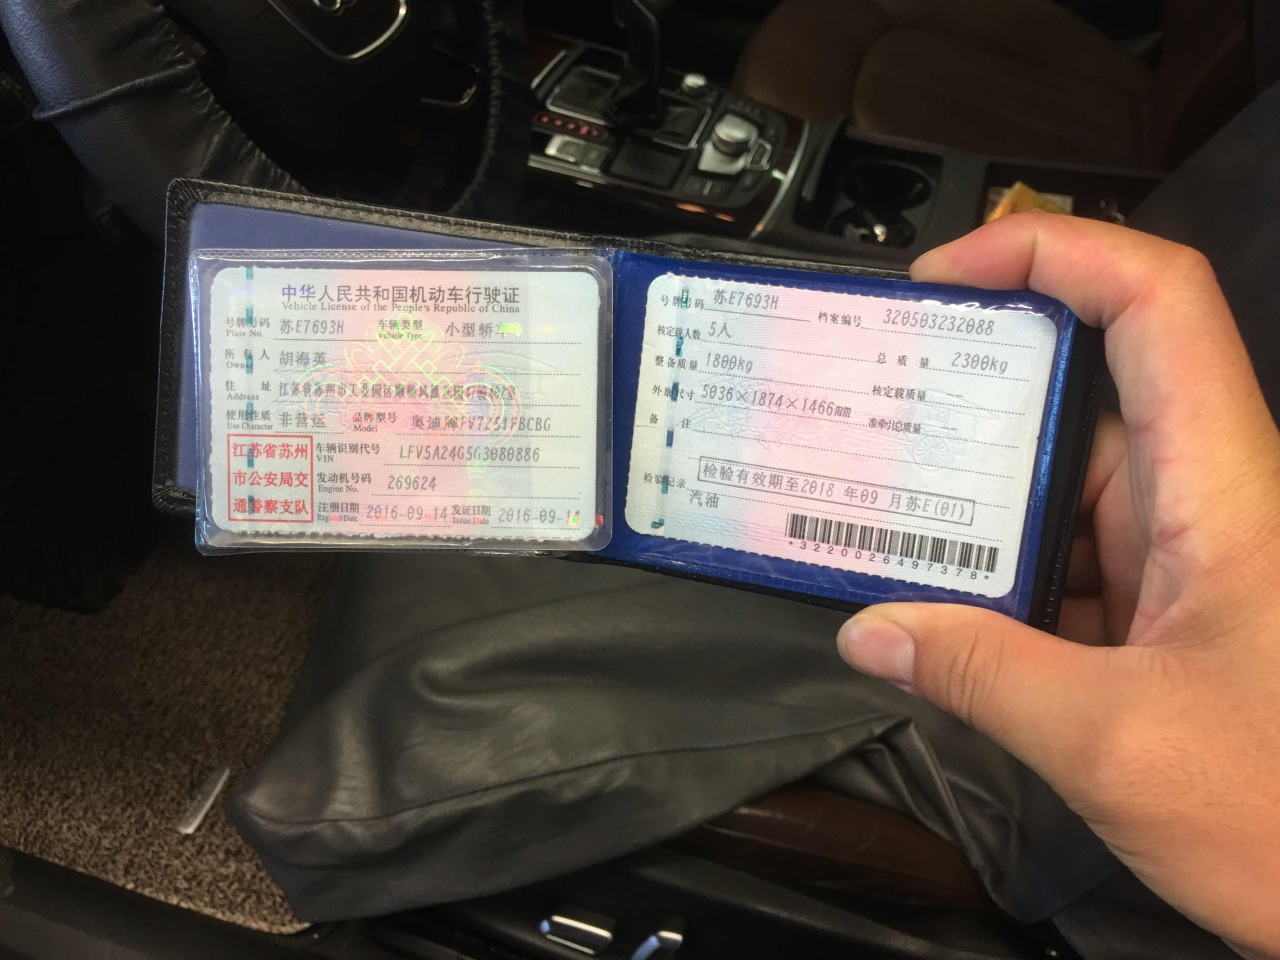 中华人民共和国机动车行驶证
Vehicle License of the People's Republic of China
号牌号码 苏E7693H 车辆类型 小型轿车
Plate No. Vehicle Type
所有人 胡海英
Owner
住址 江苏省苏州市工业园区
Address
使用性质 非营运 品牌型号 奥迪牌FV7251FBCBG
Use Character Model
江苏省苏州
市公安局交
通警察支队
车辆识别代号 LFV5A24G5G3080886
VIN
发动机号码 269624
Engine No.
注册日期 2016-09-14 发证日期 2016-09-14
Register Date Issue Date
号牌号码 苏E7693H 档案编号 320503232088
核定载人数 5人 总质量 2300kg
整备质量 1800kg 核定载质量 --
外廓尺寸 5036×1874×1466mm 准牵引总质量 --
备注
检验记录 检验有效期至2018年09月苏E(01)
汽油
*3220026497378*